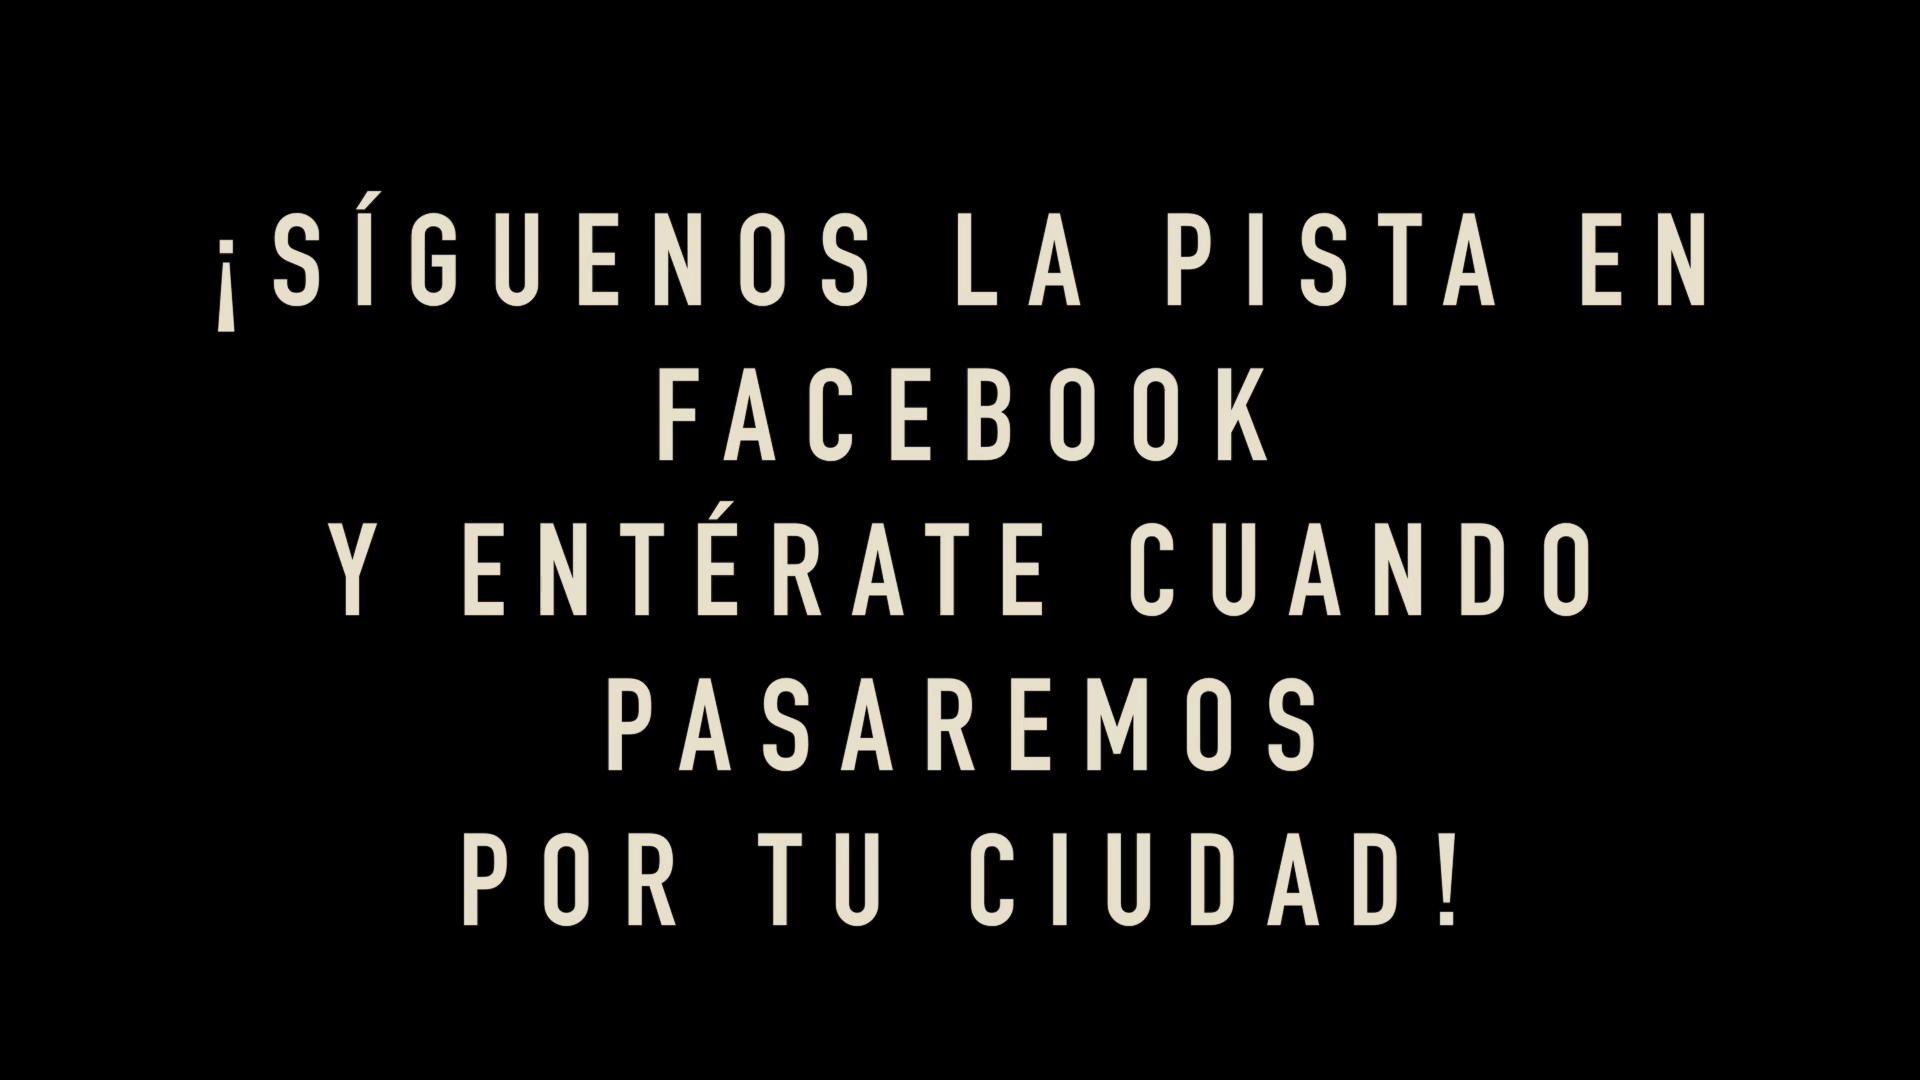 ¡SÍGUENOS LA PISTA EN
FACEBOOK
Y ENTÉRATE CUANDO
PASAREMOS
POR TU CIUDAD!